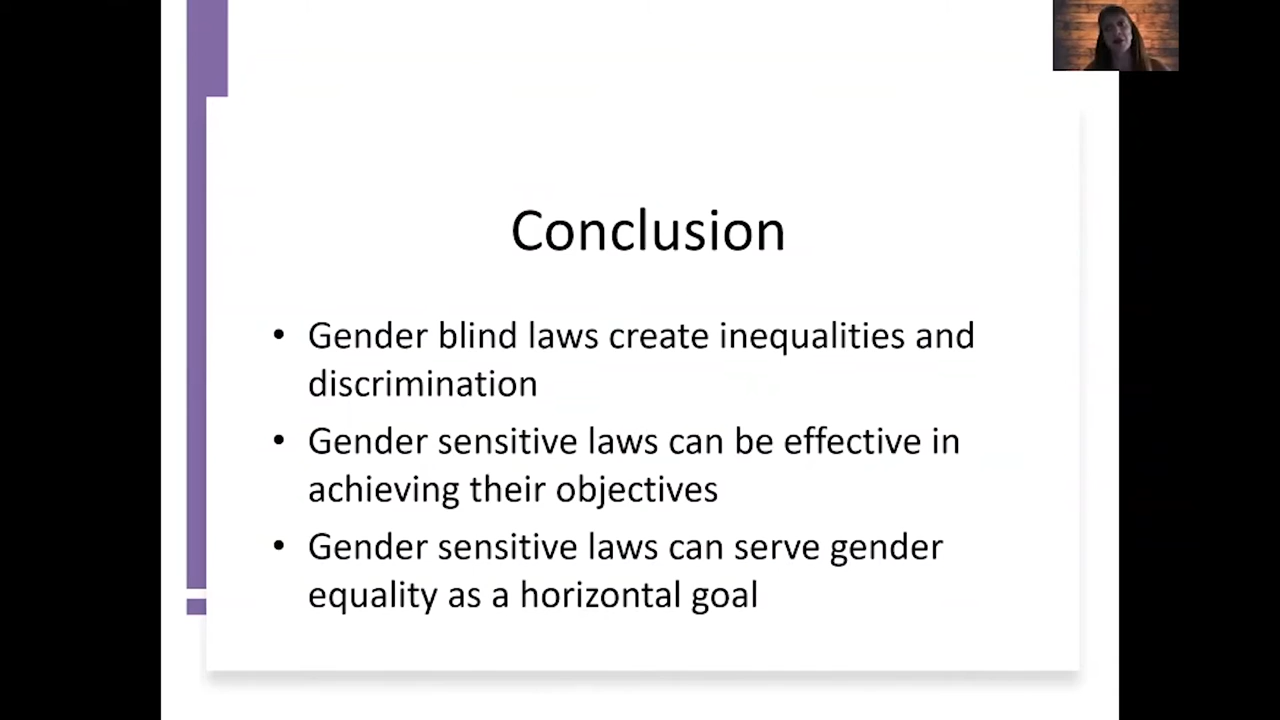 Conclusion
• Gender blind laws create inequalities and
discrimination
• Gender sensitive laws can be effective in
achieving their objectives
• Gender sensitive laws can serve gender
equality as a horizontal goal